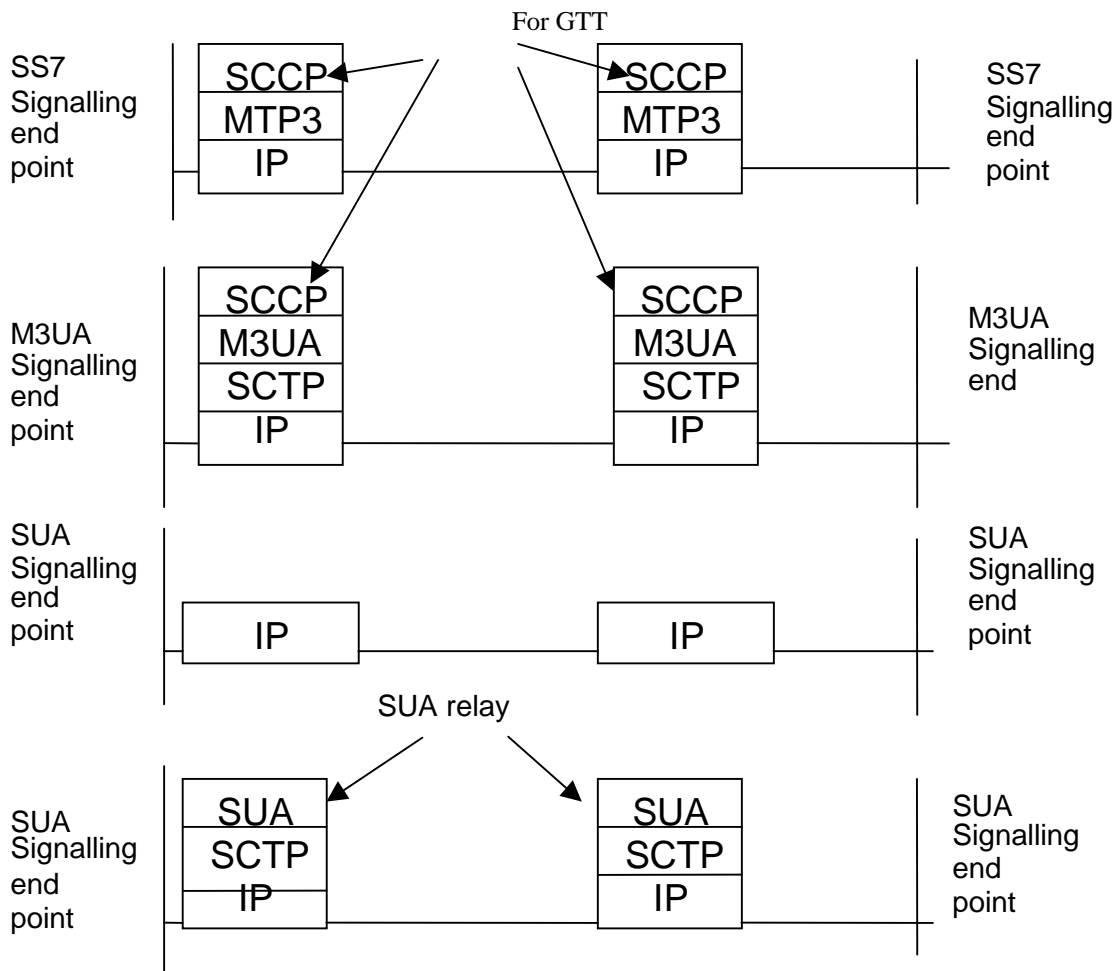 For GTT
SS7
Signalling
end
point
SCCP
MTP3
IP
SCCP
MTP3
IP
SS7
Signalling
end
point
M3UA
Signalling
end
point
SCCP
M3UA
SCTP
IP
SCCP
M3UA
SCTP
IP
M3UA
Signalling
end
SUA
Signalling
end
point
IP
IP
SUA
Signalling
end
point
SUA relay
SUA
Signalling
end
point
SUA
SCTP
IP
SUA
SCTP
IP
SUA
Signalling
end
point